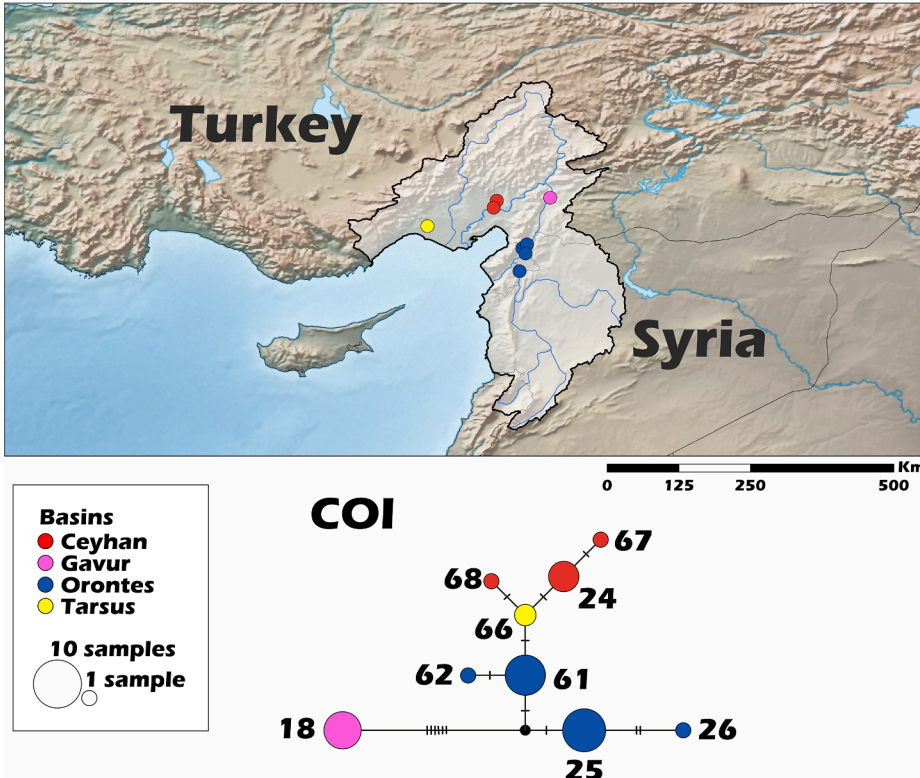 Turkey
Syria
Km
0 125 250 500
COI
Basins
Ceyhan
Gavur
Orontes
Tarsus
10 samples
1 sample
67
68
24
66
62
61
18
26
25